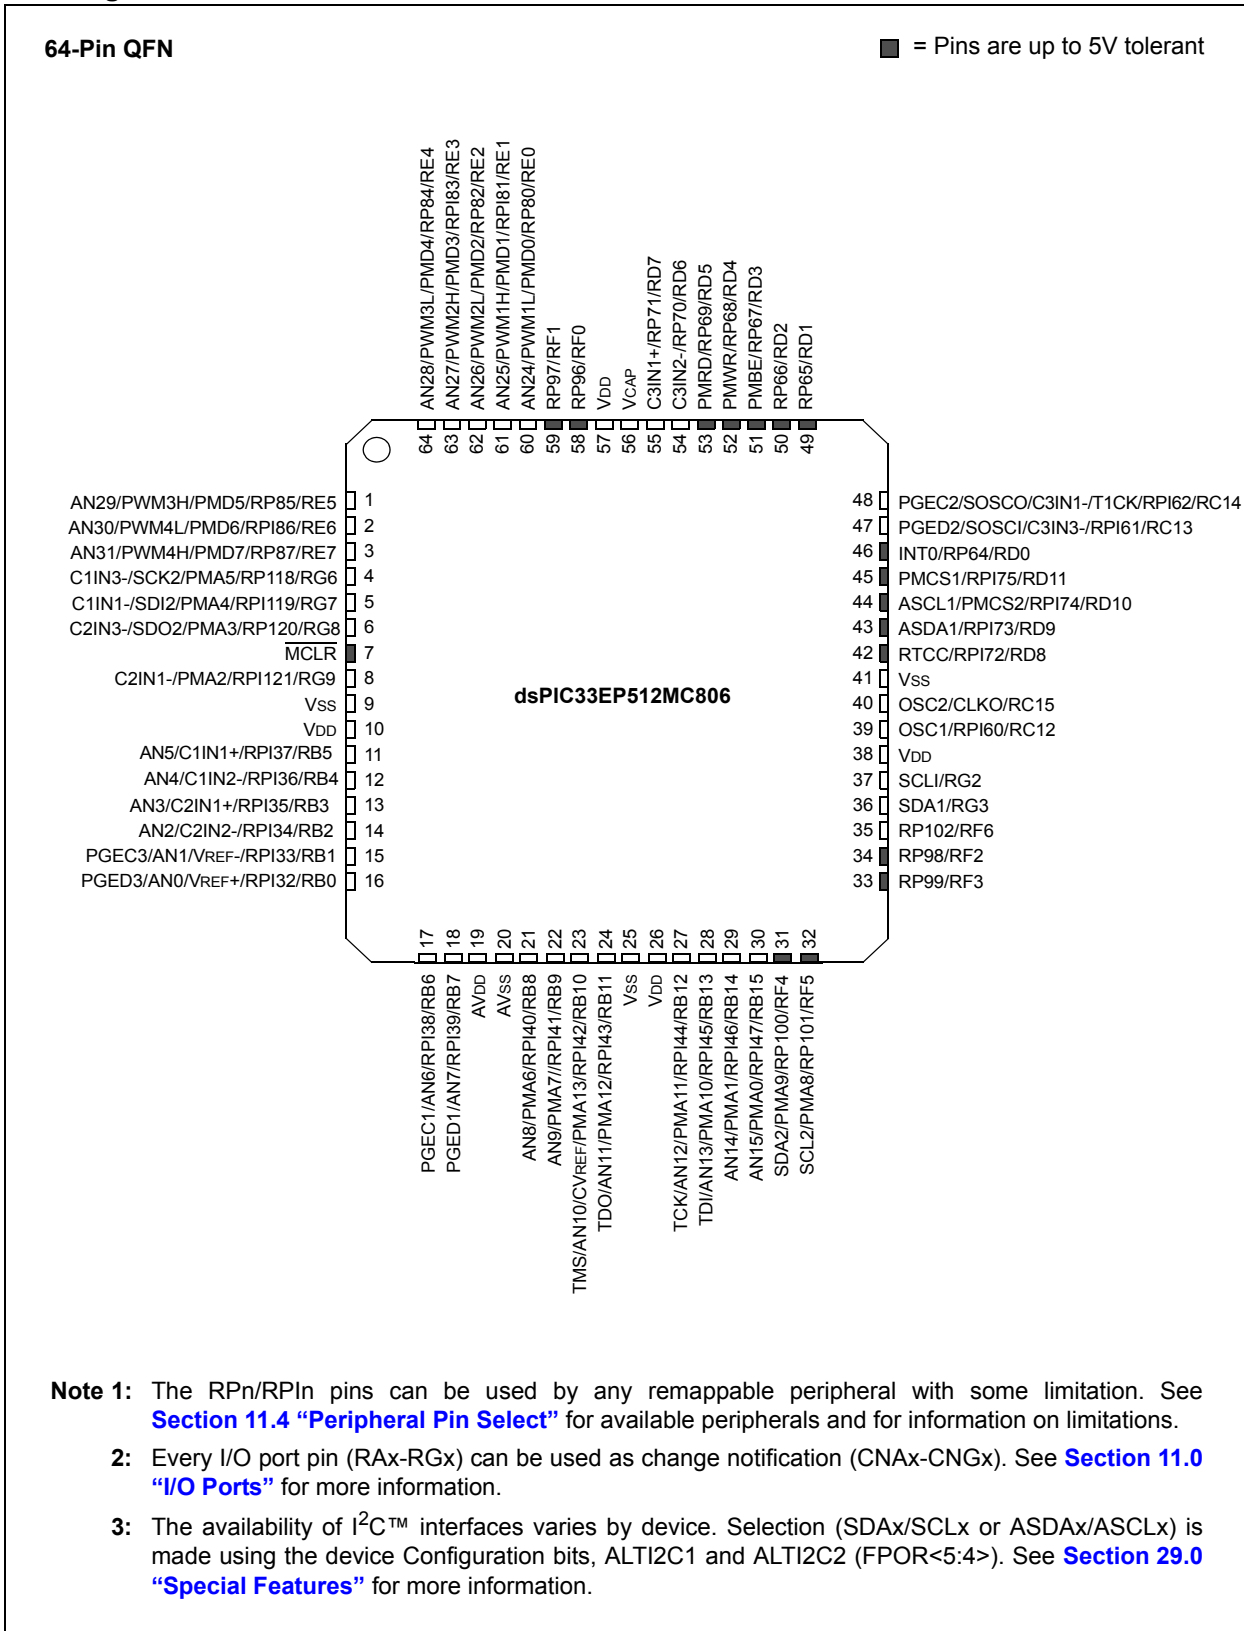 64-Pin QFN
= Pins are up to 5V tolerant
AN28/PWM3L/PMD4/RP84/RE4
AN27/PWM2H/PMD3/RPI83/RE3
AN26/PWM2L/PMD2/RP82/RE2
AN25/PWM1H/PMD1/RPI81/RE1
AN24/PWM1L/PMD0/RP80/RE0
RP97/RF1
RP96/RF0
VDD
VCAP
C3IN1+/RP71/RD7
C3IN2-/RP70/RD6
PMRD/RP69/RD5
PMWR/RP68/RD4
PMBE/RP67/RD3
RP66/RD2
RP65/RD1
64
63
62
61
60
59
58
57
56
55
54
53
52
51
50
49
AN29/PWM3H/PMD5/RP85/RE5 1
AN30/PWM4L/PMD6/RPI86/RE6 2
AN31/PWM4H/PMD7/RP87/RE7 3
C1IN3-/SCK2/PMA5/RP118/RG6 4
C1IN1-/SDI2/PMA4/RPI119/RG7 5
C2IN3-/SDO2/PMA3/RP120/RG8 6
MCLR 7
C2IN1-/PMA2/RPI121/RG9 8
VSS 9
VDD 10
AN5/C1IN1+/RPI37/RB5 11
AN4/C1IN2-/RPI36/RB4 12
AN3/C2IN1+/RPI35/RB3 13
AN2/C2IN2-/RPI34/RB2 14
PGEC3/AN1/VREF-/RPI33/RB1 15
PGED3/AN0/VREF+/RPI32/RB0 16
dsPIC33EP512MC806
48 PGEC2/SOSCO/C3IN1-/T1CK/RPI62/RC14
47 PGED2/SOSCI/C3IN3-/RPI61/RC13
46 INT0/RP64/RD0
45 PMCS1/RPI75/RD11
44 ASCL1/PMCS2/RPI74/RD10
43 ASDA1/RPI73/RD9
42 RTCC/RPI72/RD8
41 VSS
40 OSC2/CLKO/RC15
39 OSC1/RPI60/RC12
38 VDD
37 SCLI/RG2
36 SDA1/RG3
35 RP102/RF6
34 RP98/RF2
33 RP99/RF3
17
18
19
20
21
22
23
24
25
26
27
28
29
30
31
32
PGEC1/AN6/RPI38/RB6
PGED1/AN7/RPI39/RB7
AVDD
AVSS
AN8/PMA6/RPI40/RB8
AN9/PMA7//RPI41/RB9
TMS/AN10/CVREF/PMA13/RPI42/RB10
TDO/AN11/PMA12/RPI43/RB11
VSS
VDD
TCK/AN12/PMA11/RPI44/RB12
TDI/AN13/PMA10/RPI45/RB13
AN14/PMA1/RPI46/RB14
AN15/PMA0/RPI47/RB15
SDA2/PMA9/RP100/RF4
SCL2/PMA8/RP101/RF5
Note 1: The RPn/RPIn pins can be used by any remappable peripheral with some limitation. See
Section 11.4 “Peripheral Pin Select” for available peripherals and for information on limitations.
2: Every I/O port pin (RAx-RGx) can be used as change notification (CNAx-CNGx). See Section 11.0
“I/O Ports” for more information.
3: The availability of I2C™ interfaces varies by device. Selection (SDAx/SCLx or ASDAx/ASCLx) is
made using the device Configuration bits, ALTI2C1 and ALTI2C2 (FPOR<5:4>). See Section 29.0
“Special Features” for more information.